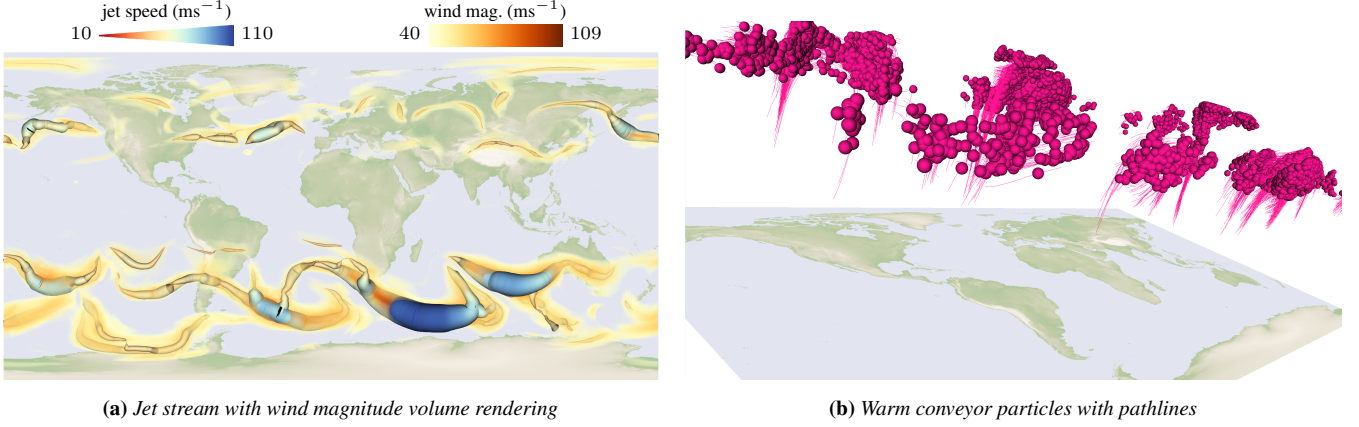 jet speed (ms⁻¹)
10 110
wind mag. (ms⁻¹)
40 109
(a) Jet stream with wind magnitude volume rendering
(b) Warm conveyor particles with pathlines